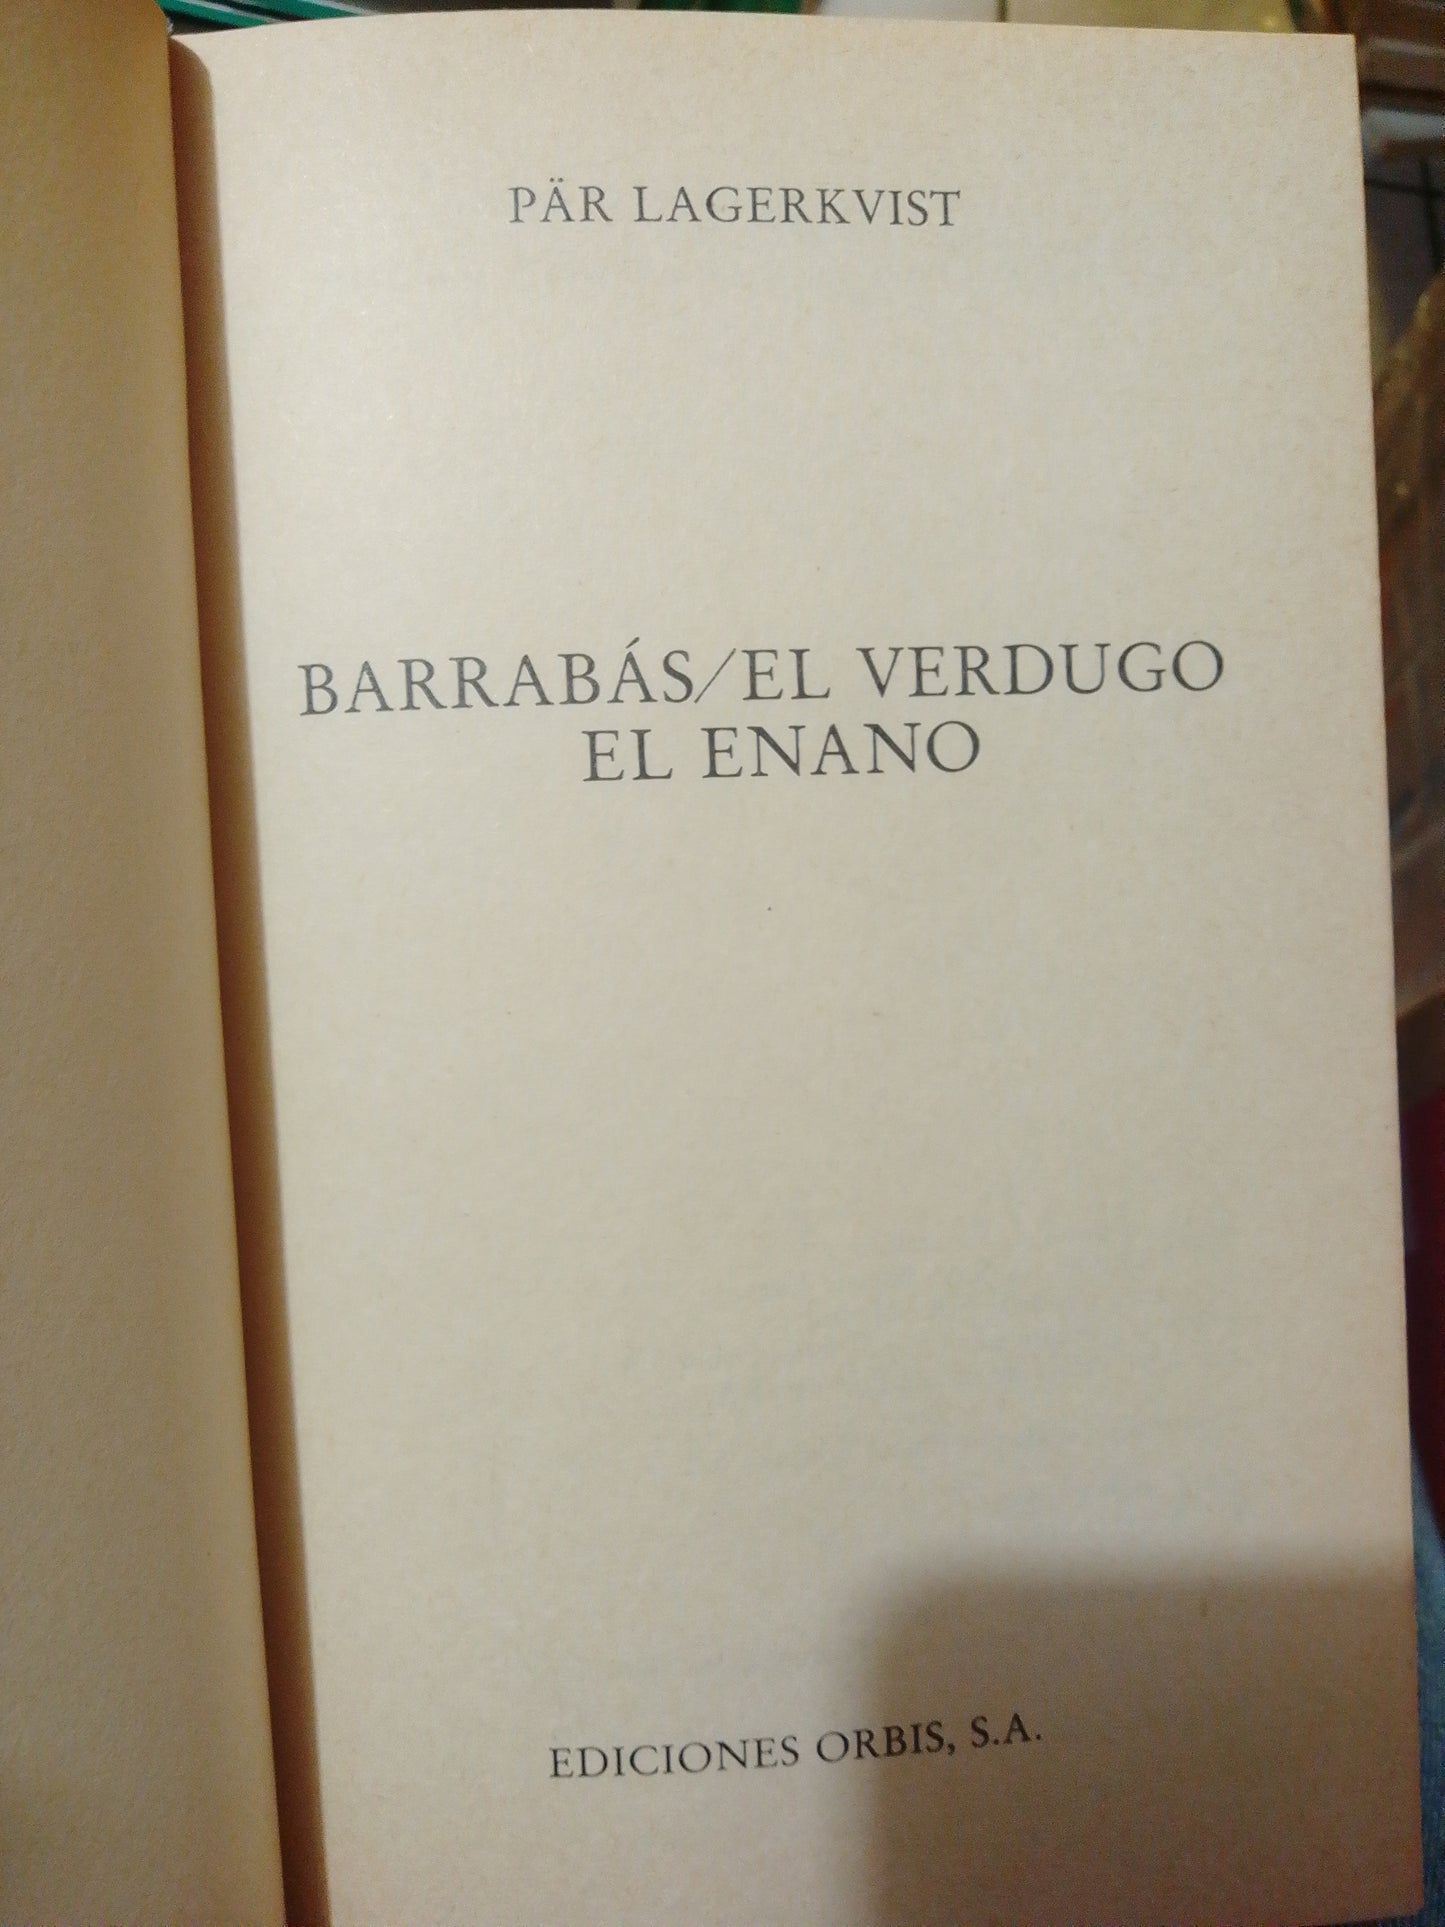 PÄR LAGERKVIST
BARRABÁS/EL VERDUGO
EL ENANO
EDICIONES ORBIS, S.A.